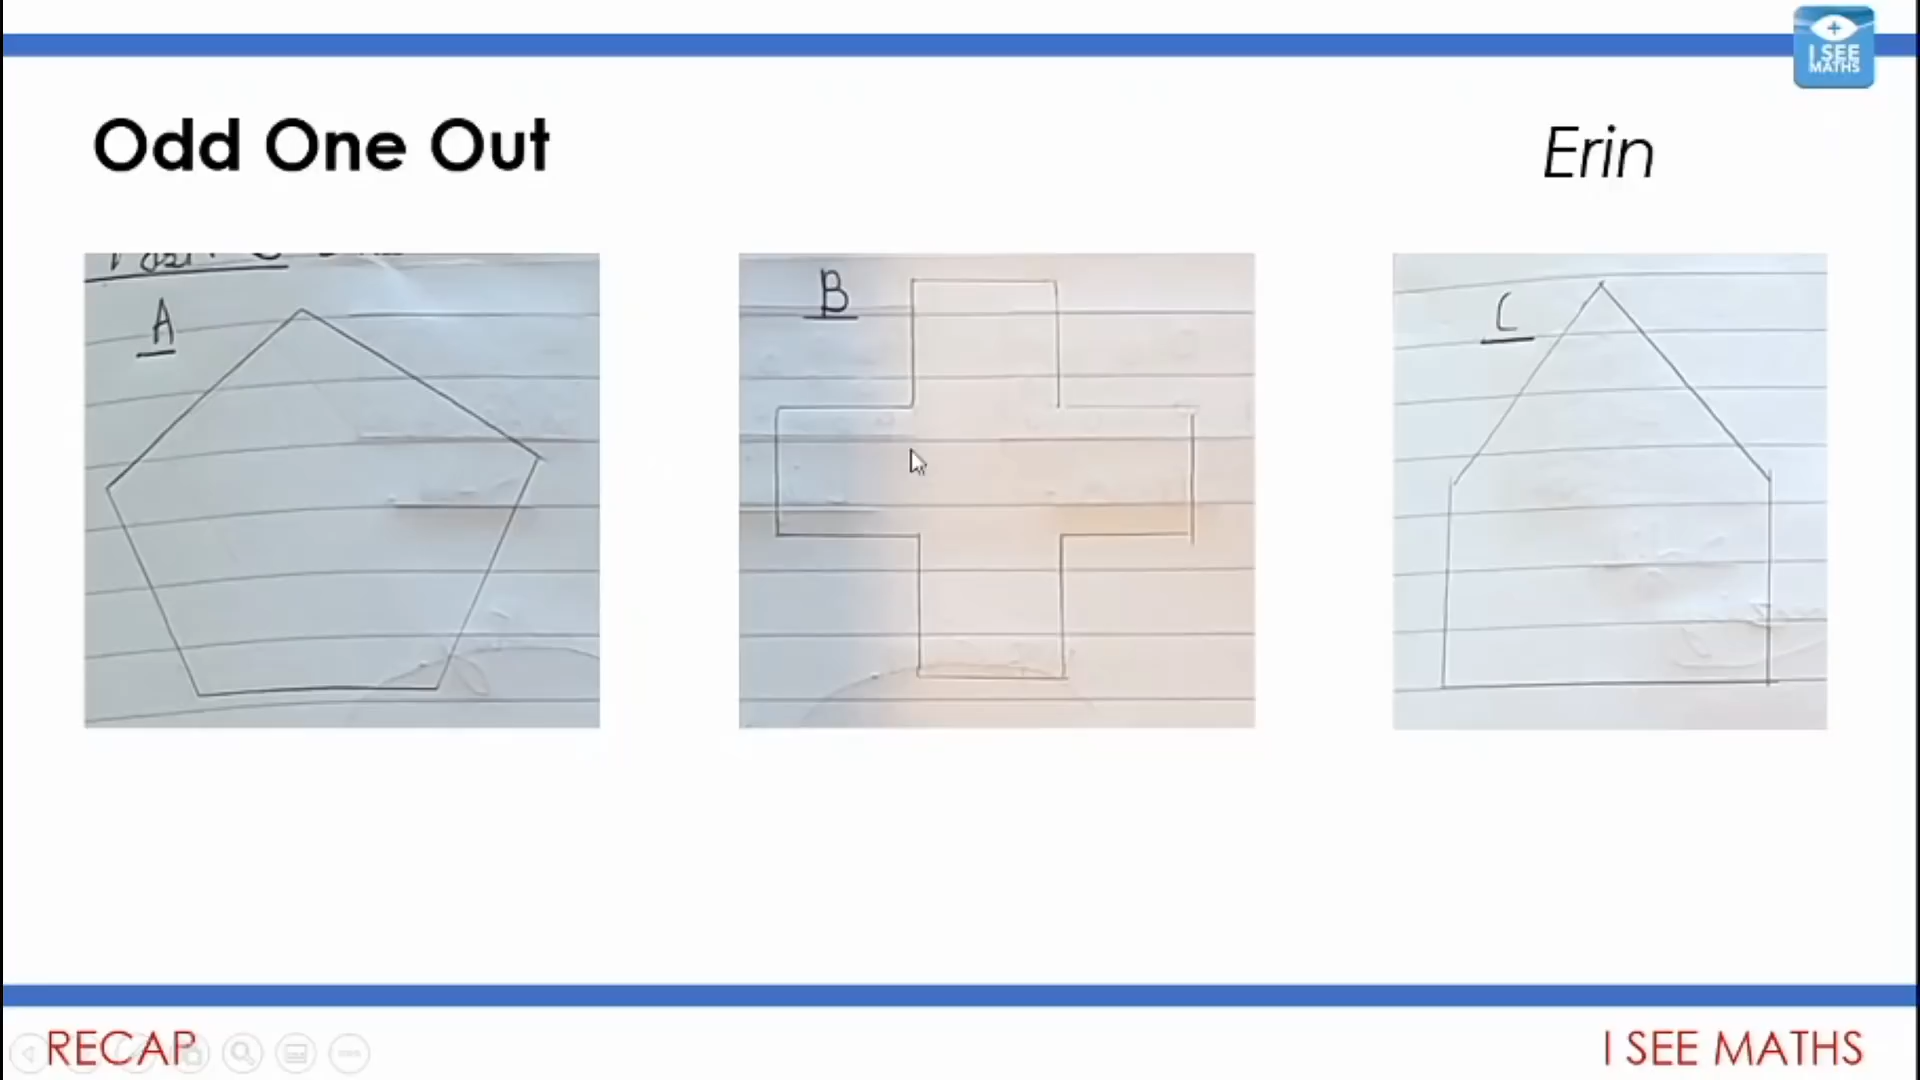 I SEE
MATHS
Odd One Out
Erin
A
B
C
RECAP
I SEE MATHS